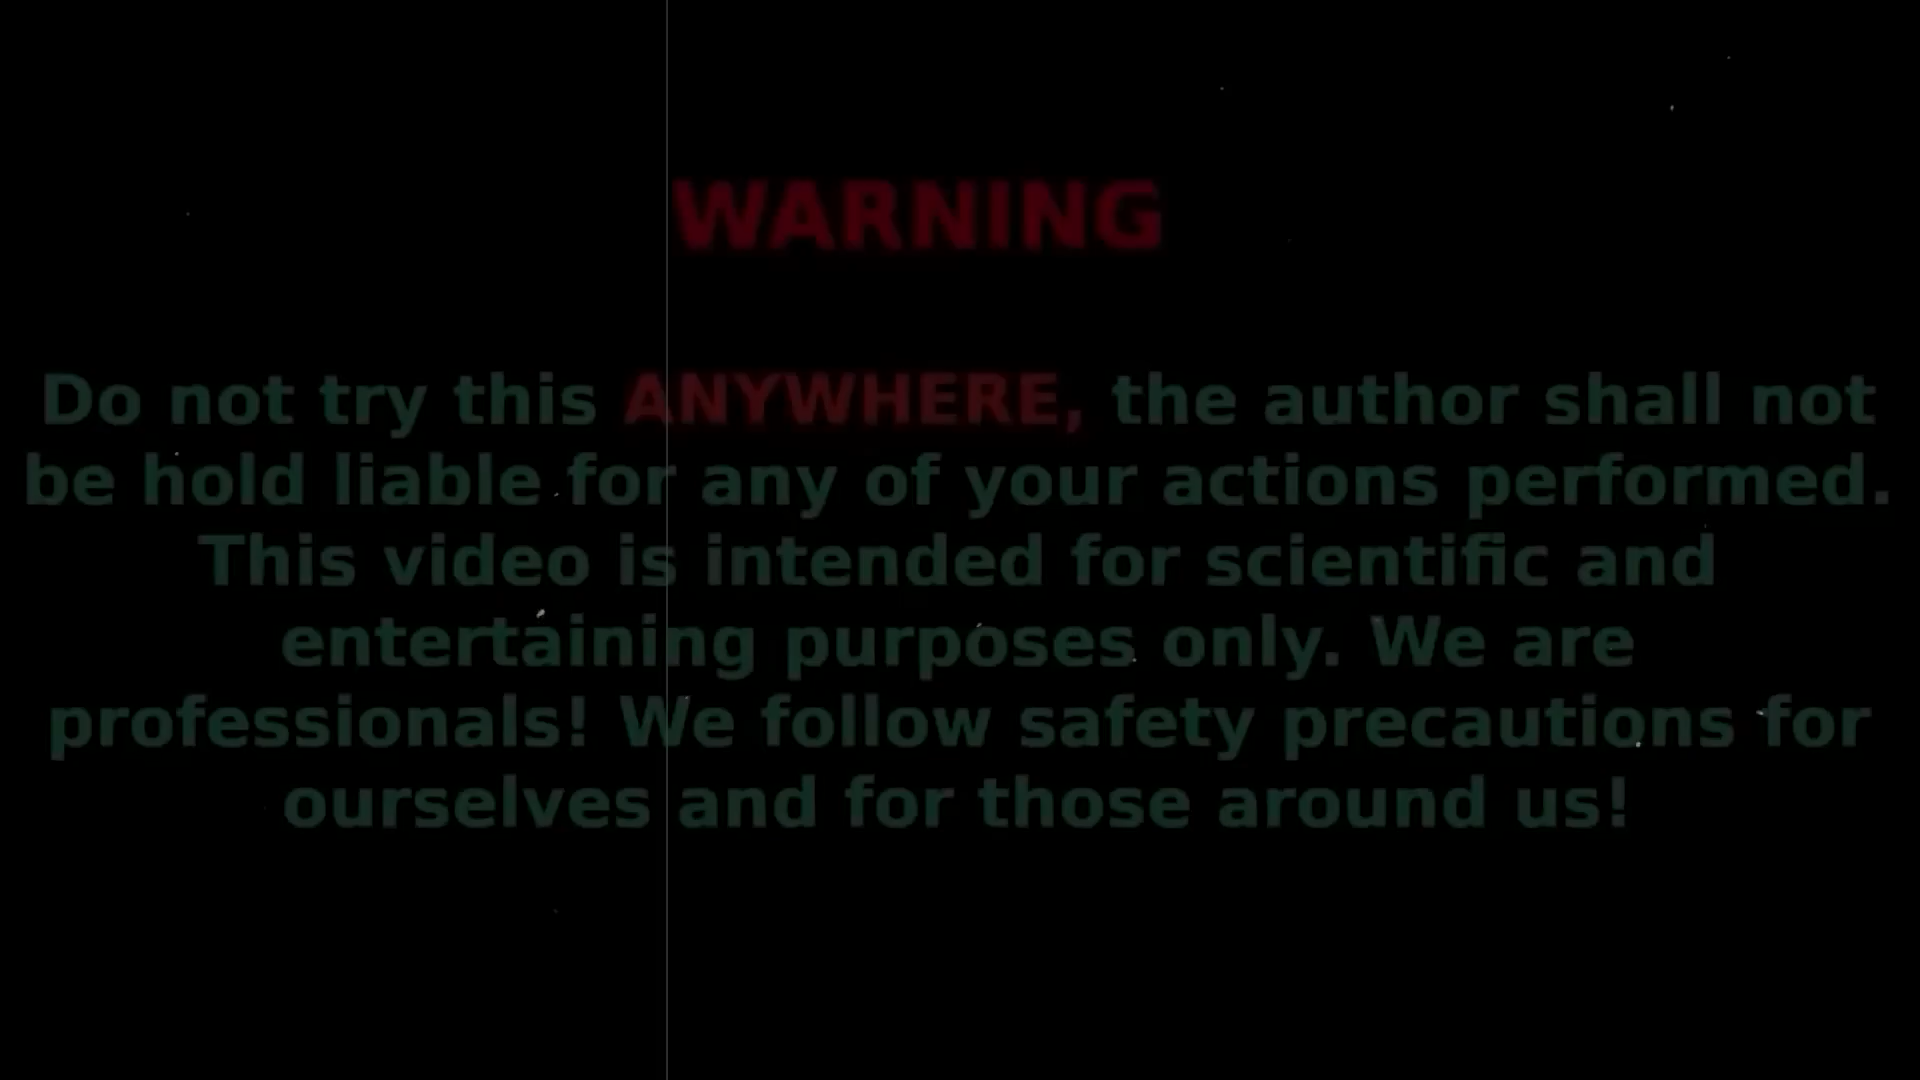 WARNING
Do not try this ANYWHERE, the author shall not
be hold liable for any of your actions performed.
This video is intended for scientific and
entertaining purposes only. We are
professionals! We follow safety precautions for
ourselves and for those around us!